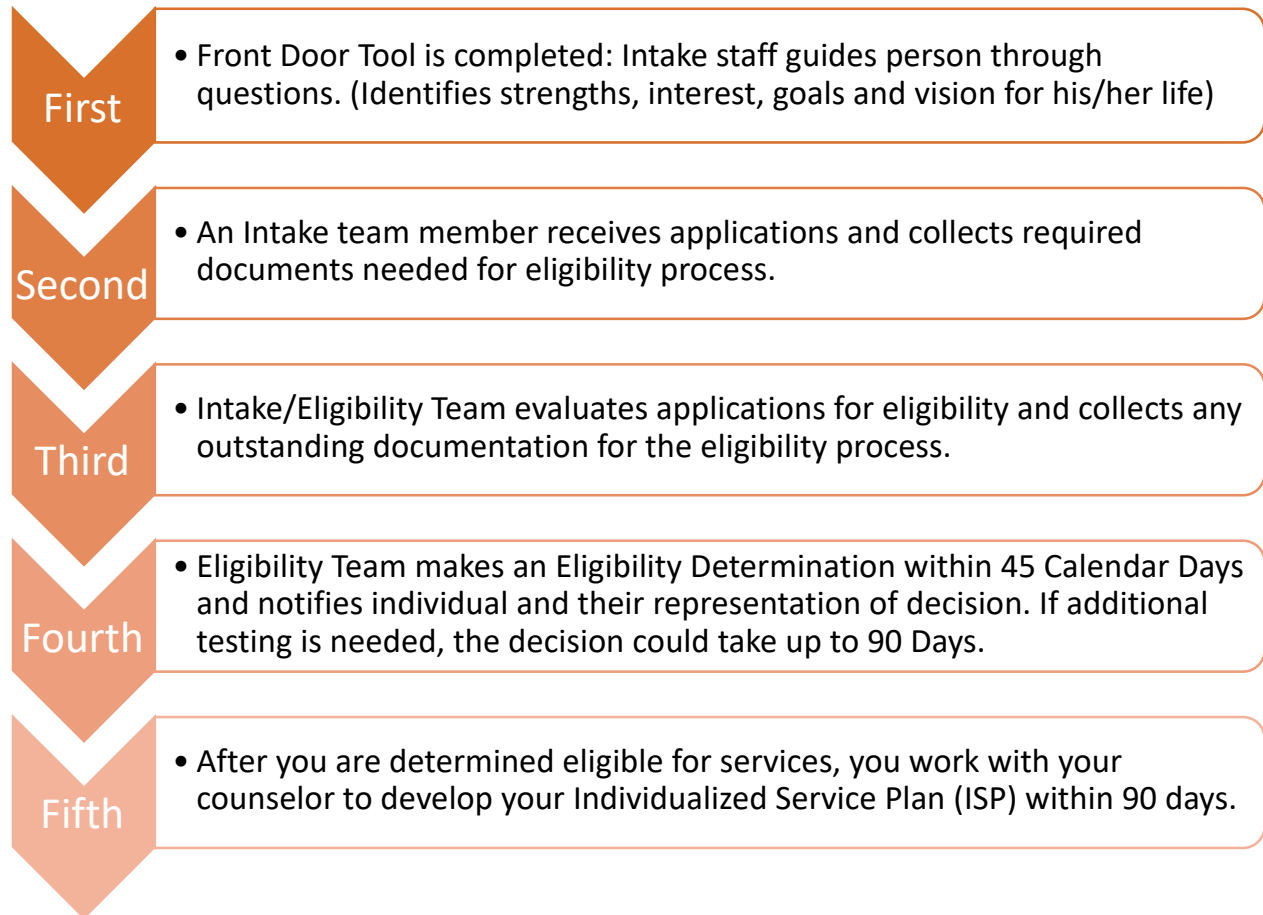 First
• Front Door Tool is completed: Intake staff guides person through
questions. (Identifies strengths, interest, goals and vision for his/her life)
Second
• An Intake team member receives applications and collects required
documents needed for eligibility process.
Third
• Intake/Eligibility Team evaluates applications for eligibility and collects any
outstanding documentation for the eligibility process.
Fourth
• Eligibility Team makes an Eligibility Determination within 45 Calendar Days
and notifies individual and their representation of decision. If additional
testing is needed, the decision could take up to 90 Days.
Fifth
• After you are determined eligible for services, you work with your
counselor to develop your Individualized Service Plan (ISP) within 90 days.